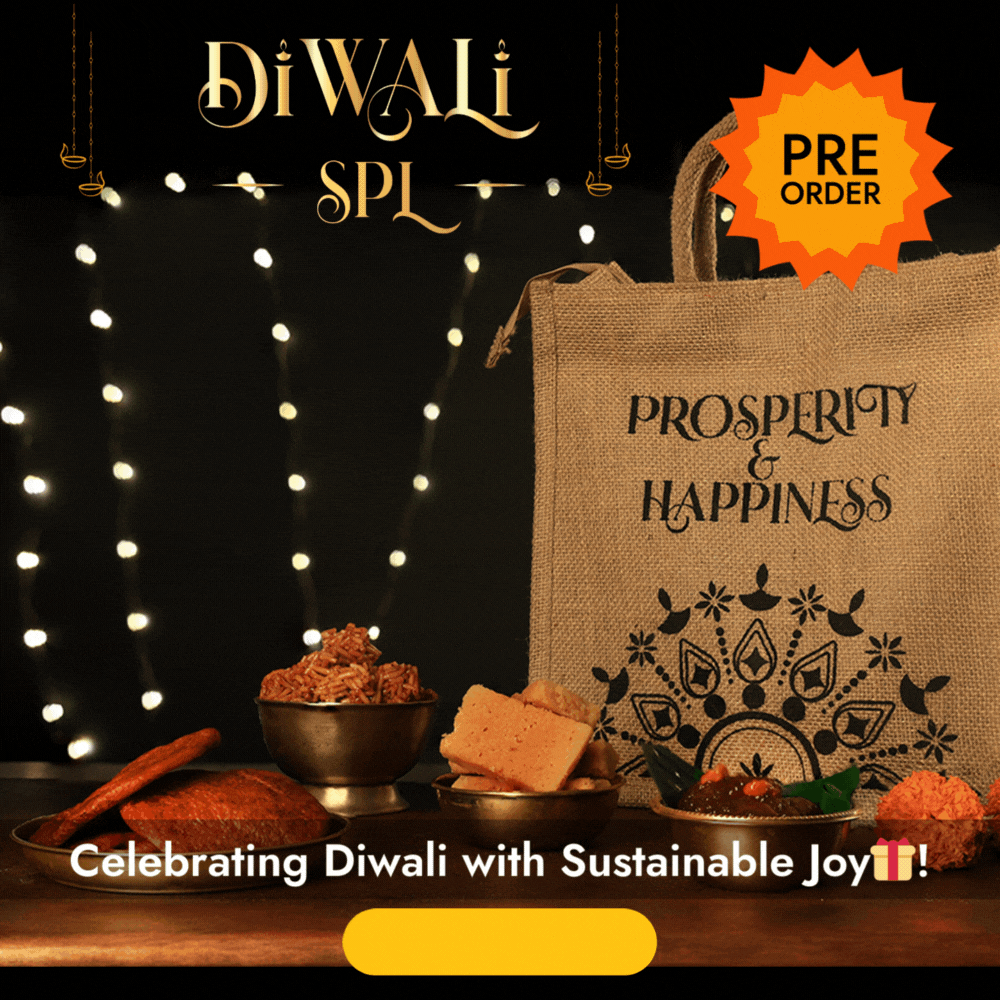 DiWALi
SPL
PRE
ORDER
PROSPERITY
&
HAPPINESS
Celebrating Diwali with Sustainable Joy🎁!